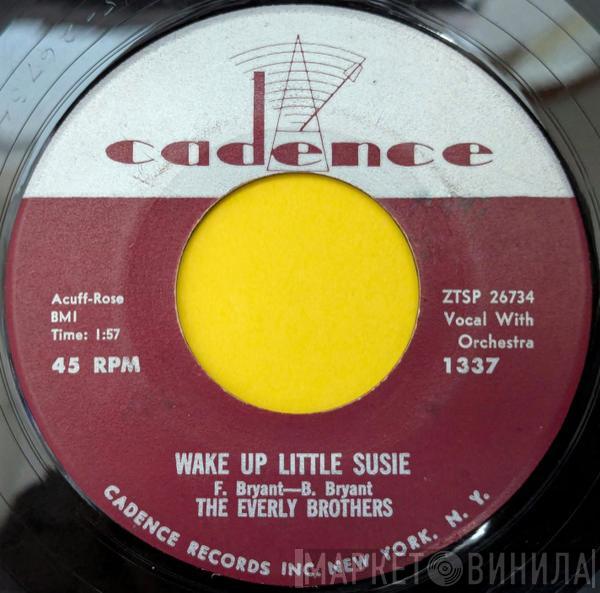 cadence
Acuff-Rose
BMI
Time: 1:57
45 RPM
ZTSP 26734
Vocal With
Orchestra
1337
WAKE UP LITTLE SUSIE
F. Bryant—B. Bryant
THE EVERLY BROTHERS
CADENCE RECORDS INC. NEW YORK, N. Y.
МАРКЕТ ВИНИЛА